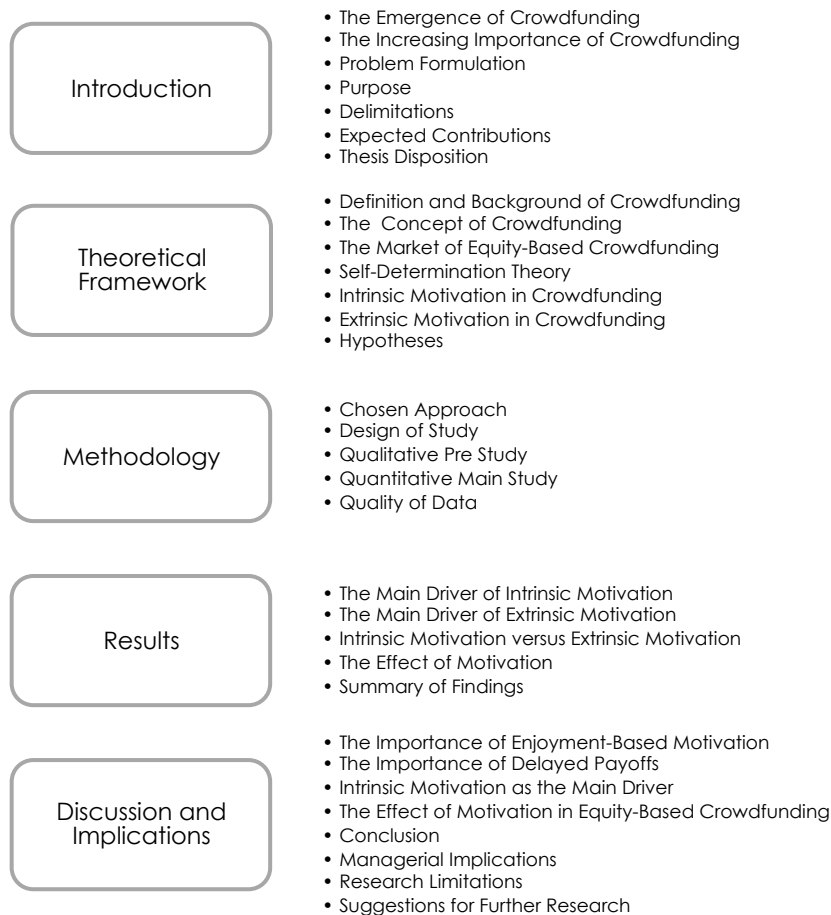 Introduction
• The Emergence of Crowdfunding
• The Increasing Importance of Crowdfunding
• Problem Formulation
• Purpose
• Delimitations
• Expected Contributions
• Thesis Disposition
Theoretical
Framework
• Definition and Background of Crowdfunding
• The Concept of Crowdfunding
• The Market of Equity-Based Crowdfunding
• Self-Determination Theory
• Intrinsic Motivation in Crowdfunding
• Extrinsic Motivation in Crowdfunding
• Hypotheses
Methodology
• Chosen Approach
• Design of Study
• Qualitative Pre Study
• Quantitative Main Study
• Quality of Data
Results
• The Main Driver of Intrinsic Motivation
• The Main Driver of Extrinsic Motivation
• Intrinsic Motivation versus Extrinsic Motivation
• The Effect of Motivation
• Summary of Findings
Discussion and
Implications
• The Importance of Enjoyment-Based Motivation
• The Importance of Delayed Payoffs
• Intrinsic Motivation as the Main Driver
• The Effect of Motivation in Equity-Based Crowdfunding
• Conclusion
• Managerial Implications
• Research Limitations
• Suggestions for Further Research